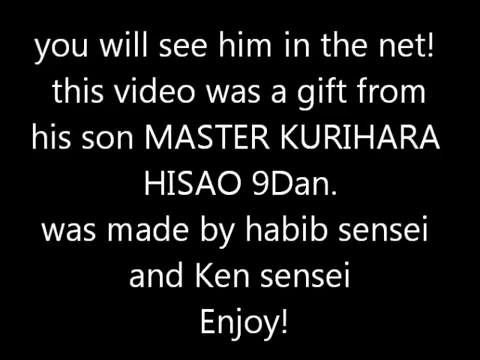 you will see him in the net!
this video was a gift from
his son MASTER KURIHARA
HISAO 9Dan.
was made by habib sensei
and Ken sensei
Enjoy!